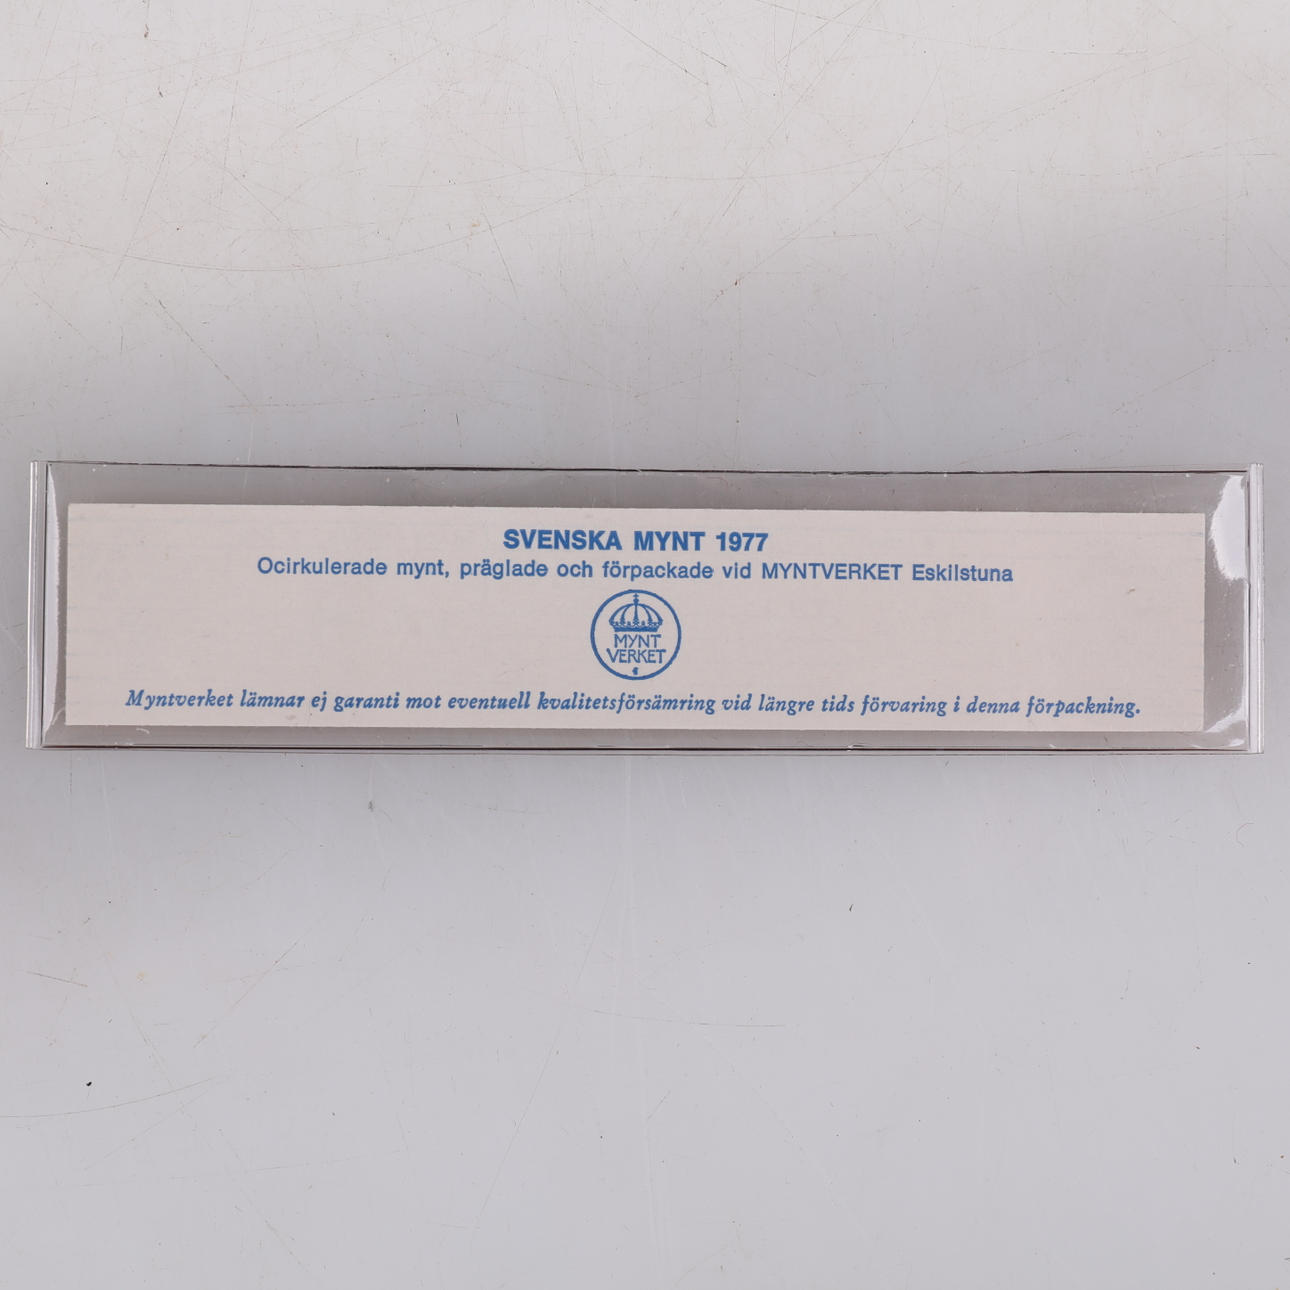 SVENSKA MYNT 1977
Ocirkulerade mynt, präglade och förpackade vid MYNTVERKET Eskilstuna
MYNT
VERKET
Myntverket lämnar ej garanti mot eventuell kvalitetsförsämring vid längre tids förvaring i denna förpackning.